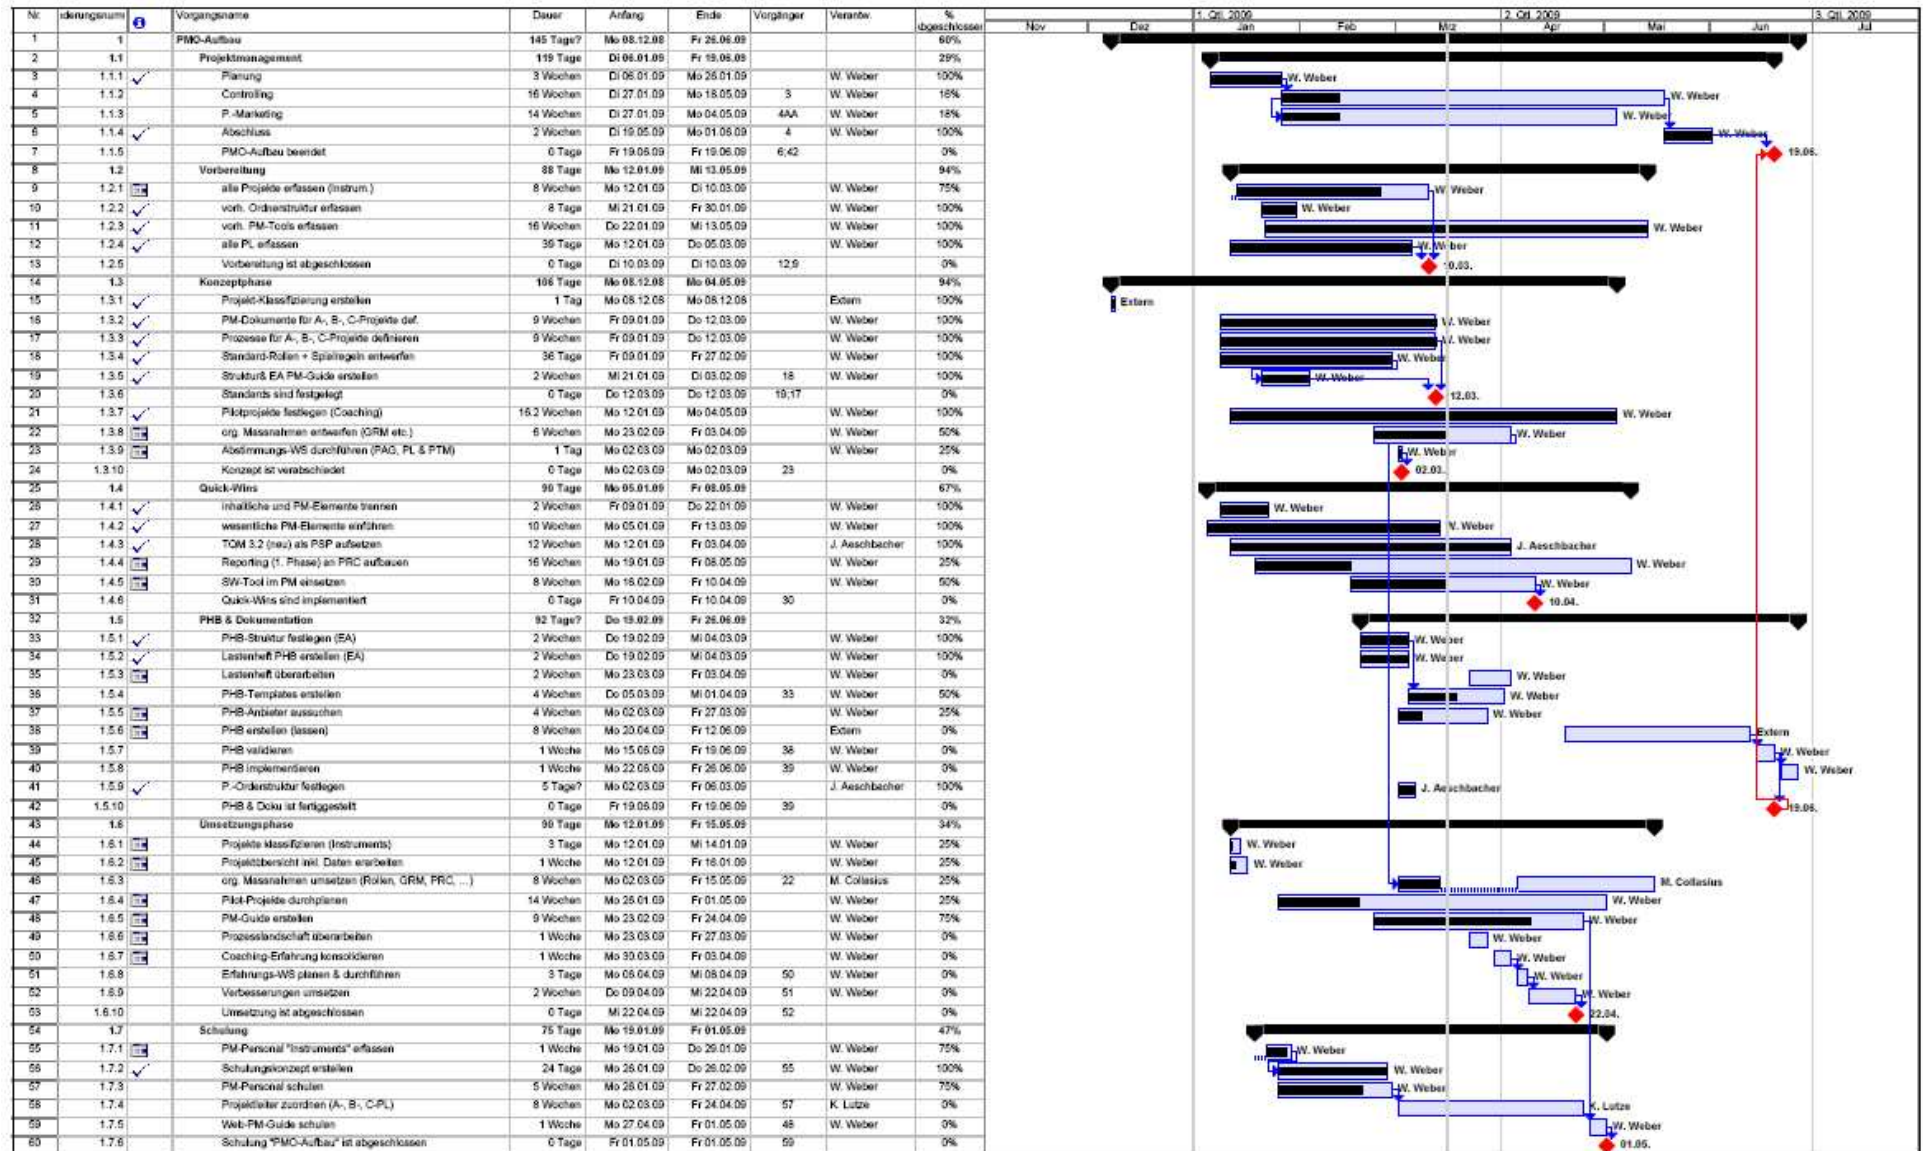 Nr. | ıderungsnum | Vorgangsname | Dauer | Anfang | Ende | Vorgänger | Verantw. | % abgeschlossen
1. Qtl. 2009 | 2. Qtl. 2009 | 3. Qtl. 2009
Nov | Dez | Jan | Feb | Mrz | Apr | Mai | Jun | Jul
1 | 1 | PMO-Aufbau | 145 Tage? | Mo 08.12.08 | Fr 26.06.09 | 60%
2 | 1.1 | Projektmanagement | 119 Tage | Di 06.01.09 | Fr 19.06.09 | 29%
3 | 1.1.1 | Planung | 3 Wochen | Di 06.01.09 | Mo 26.01.09 | W. Weber | 100% | W. Weber
4 | 1.1.2 | Controlling | 16 Wochen | Di 27.01.09 | Mo 18.05.09 | 3 | W. Weber | 16% | W. Weber
5 | 1.1.3 | P.-Marketing | 14 Wochen | Di 27.01.09 | Mo 04.05.09 | 4AA | W. Weber | 18% | W. Weber
6 | 1.1.4 | Abschluss | 2 Wochen | Di 19.05.09 | Mo 01.06.09 | 4 | W. Weber | 100% | W. Weber
7 | 1.1.5 | PMO-Aufbau beendet | 0 Tage | Fr 19.06.09 | Fr 19.06.09 | 6;42 | 0% | 19.06.
8 | 1.2 | Vorbereitung | 88 Tage | Mo 12.01.09 | Mi 13.05.09 | 94%
9 | 1.2.1 | alle Projekte erfassen (Instrum.) | 8 Wochen | Mo 12.01.09 | Di 10.03.09 | W. Weber | 75% | W. Weber
10 | 1.2.2 | vorh. Ordnerstruktur erfassen | 8 Tage | Mi 21.01.09 | Fr 30.01.09 | W. Weber | 100% | W. Weber
11 | 1.2.3 | vorh. PM-Tools erfassen | 16 Wochen | Do 22.01.09 | Mi 13.05.09 | W. Weber | 100% | W. Weber
12 | 1.2.4 | alle PL erfassen | 39 Tage | Mo 12.01.09 | Do 05.03.09 | W. Weber | 100% | W. Weber
13 | 1.2.5 | Vorbereitung ist abgeschlossen | 0 Tage | Di 10.03.09 | Di 10.03.09 | 12;9 | 0% | 10.03.
14 | 1.3 | Konzeptphase | 106 Tage | Mo 08.12.08 | Mo 04.05.09 | 94%
15 | 1.3.1 | Projekt-Klassifizierung erstellen | 1 Tag | Mo 08.12.08 | Mo 08.12.08 | Extern | 100% | Extern
16 | 1.3.2 | PM-Dokumente für A-, B-, C-Projekte def. | 9 Wochen | Fr 09.01.09 | Do 12.03.09 | W. Weber | 100% | W. Weber
17 | 1.3.3 | Prozesse für A-, B-, C-Projekte definieren | 9 Wochen | Fr 09.01.09 | Do 12.03.09 | W. Weber | 100% | W. Weber
18 | 1.3.4 | Standard-Rollen + Spielregeln entwerfen | 36 Tage | Fr 09.01.09 | Fr 27.02.09 | W. Weber | 100% | W. Weber
19 | 1.3.5 | Struktur& EA PM-Guide erstellen | 2 Wochen | Mi 21.01.09 | Di 03.02.09 | 18 | W. Weber | 100% | W. Weber
20 | 1.3.6 | Standards sind festgelegt | 0 Tage | Do 12.03.09 | Do 12.03.09 | 19;17 | 0% | 12.03.
21 | 1.3.7 | Pilotprojekte festlegen (Coaching) | 16.2 Wochen | Mo 12.01.09 | Mo 04.05.09 | W. Weber | 100% | W. Weber
22 | 1.3.8 | org. Massnahmen entwerfen (GRM etc.) | 6 Wochen | Mo 23.02.09 | Fr 03.04.09 | W. Weber | 50% | W. Weber
23 | 1.3.9 | Abstimmungs-WS durchführen (PAG, PL & PTM) | 1 Tag | Mo 02.03.09 | Mo 02.03.09 | W. Weber | 25% | W. Weber
24 | 1.3.10 | Konzept ist verabschiedet | 0 Tage | Mo 02.03.09 | Mo 02.03.09 | 23 | 0% | 02.03.
25 | 1.4 | Quick-Wins | 90 Tage | Mo 05.01.09 | Fr 08.05.09 | 67%
26 | 1.4.1 | inhaltliche und PM-Elemente trennen | 2 Wochen | Fr 09.01.09 | Do 22.01.09 | W. Weber | 100% | W. Weber
27 | 1.4.2 | wesentliche PM-Elemente einführen | 10 Wochen | Mo 05.01.09 | Fr 13.03.09 | W. Weber | 100% | W. Weber
28 | 1.4.3 | TQM 3.2 (neu) als PSP aufsetzen | 12 Wochen | Mo 12.01.09 | Fr 03.04.09 | J. Aeschbacher | 100% | J. Aeschbacher
29 | 1.4.4 | Reporting (1. Phase) an PRC aufbauen | 16 Wochen | Mo 19.01.09 | Fr 08.05.09 | W. Weber | 25% | W. Weber
30 | 1.4.5 | SW-Tool im PM einsetzen | 8 Wochen | Mo 16.02.09 | Fr 10.04.09 | W. Weber | 50% | W. Weber
31 | 1.4.6 | Quick-Wins sind implementiert | 0 Tage | Fr 10.04.09 | Fr 10.04.09 | 30 | 0% | 10.04.
32 | 1.5 | PHB & Dokumentation | 92 Tage? | Do 19.02.09 | Fr 26.06.09 | 32%
33 | 1.5.1 | PHB-Struktur festlegen (EA) | 2 Wochen | Do 19.02.09 | Mi 04.03.09 | W. Weber | 100% | W. Weber
34 | 1.5.2 | Lastenheft PHB erstellen (EA) | 2 Wochen | Do 19.02.09 | Mi 04.03.09 | W. Weber | 100% | W. Weber
35 | 1.5.3 | Lastenheft überarbeiten | 2 Wochen | Mo 23.03.09 | Fr 03.04.09 | W. Weber | 0% | W. Weber
36 | 1.5.4 | PHB-Templates erstellen | 4 Wochen | Do 05.03.09 | Mi 01.04.09 | 33 | W. Weber | 50% | W. Weber
37 | 1.5.5 | PHB-Anbieter aussuchen | 4 Wochen | Mo 02.03.09 | Fr 27.03.09 | W. Weber | 25% | W. Weber
38 | 1.5.6 | PHB erstellen (lassen) | 8 Wochen | Mo 20.04.09 | Fr 12.06.09 | Extern | 0% | Extern
39 | 1.5.7 | PHB validieren | 1 Woche | Mo 15.06.09 | Fr 19.06.09 | 38 | W. Weber | 0% | W. Weber
40 | 1.5.8 | PHB implementieren | 1 Woche | Mo 22.06.09 | Fr 26.06.09 | 39 | W. Weber | 0% | W. Weber
41 | 1.5.9 | P.-Orderstruktur festlegen | 5 Tage? | Mo 02.03.09 | Fr 06.03.09 | J. Aeschbacher | 100% | J. Aeschbacher
42 | 1.5.10 | PHB & Doku ist fertiggestellt | 0 Tage | Fr 19.06.09 | Fr 19.06.09 | 39 | 0% | 19.06.
43 | 1.6 | Umsetzungsphase | 90 Tage | Mo 12.01.09 | Fr 15.05.09 | 34%
44 | 1.6.1 | Projekte klassifizieren (Instruments) | 3 Tage | Mo 12.01.09 | Mi 14.01.09 | W. Weber | 25% | W. Weber
45 | 1.6.2 | Projektübersicht inkl. Daten erarbeiten | 1 Woche | Mo 12.01.09 | Fr 16.01.09 | W. Weber | 25% | W. Weber
46 | 1.6.3 | org. Massnahmen umsetzen (Rollen, GRM, PRC, ...) | 8 Wochen | Mo 02.03.09 | Fr 15.05.09 | 22 | M. Collasius | 25% | M. Collasius
47 | 1.6.4 | Pilot-Projekte durchplanen | 14 Wochen | Mo 26.01.09 | Fr 01.05.09 | W. Weber | 25% | W. Weber
48 | 1.6.5 | PM-Guide erstellen | 9 Wochen | Mo 23.02.09 | Fr 24.04.09 | W. Weber | 75% | W. Weber
49 | 1.6.6 | Prozesslandschaft überarbeiten | 1 Woche | Mo 23.03.09 | Fr 27.03.09 | W. Weber | 0% | W. Weber
50 | 1.6.7 | Coaching-Erfahrung konsolidieren | 1 Woche | Mo 30.03.09 | Fr 03.04.09 | W. Weber | 0% | W. Weber
51 | 1.6.8 | Erfahrungs-WS planen & durchführen | 3 Tage | Mo 06.04.09 | Mi 08.04.09 | 50 | W. Weber | 0% | W. Weber
52 | 1.6.9 | Verbesserungen umsetzen | 2 Wochen | Do 09.04.09 | Mi 22.04.09 | 51 | W. Weber | 0% | W. Weber
53 | 1.6.10 | Umsetzung ist abgeschlossen | 0 Tage | Mi 22.04.09 | Mi 22.04.09 | 52 | 0% | 22.04.
54 | 1.7 | Schulung | 75 Tage | Mo 19.01.09 | Fr 01.05.09 | 47%
55 | 1.7.1 | PM-Personal "Instruments" erfassen | 1 Woche | Mo 19.01.09 | Do 29.01.09 | W. Weber | 75% | W. Weber
56 | 1.7.2 | Schulungskonzept erstellen | 24 Tage | Mo 26.01.09 | Do 26.02.09 | 55 | W. Weber | 100% | W. Weber
57 | 1.7.3 | PM-Personal schulen | 5 Wochen | Mo 26.01.09 | Fr 27.02.09 | W. Weber | 75% | W. Weber
58 | 1.7.4 | Projektleiter zuordnen (A-, B-, C-PL) | 8 Wochen | Mo 02.03.09 | Fr 24.04.09 | 57 | K. Lutze | 0% | K. Lutze
59 | 1.7.5 | Web-PM-Guide schulen | 1 Woche | Mo 27.04.09 | Fr 01.05.09 | 48 | W. Weber | 0% | W. Weber
60 | 1.7.6 | Schulung "PMO-Aufbau" ist abgeschlossen | 0 Tage | Fr 01.05.09 | Fr 01.05.09 | 59 | 0% | 01.05.